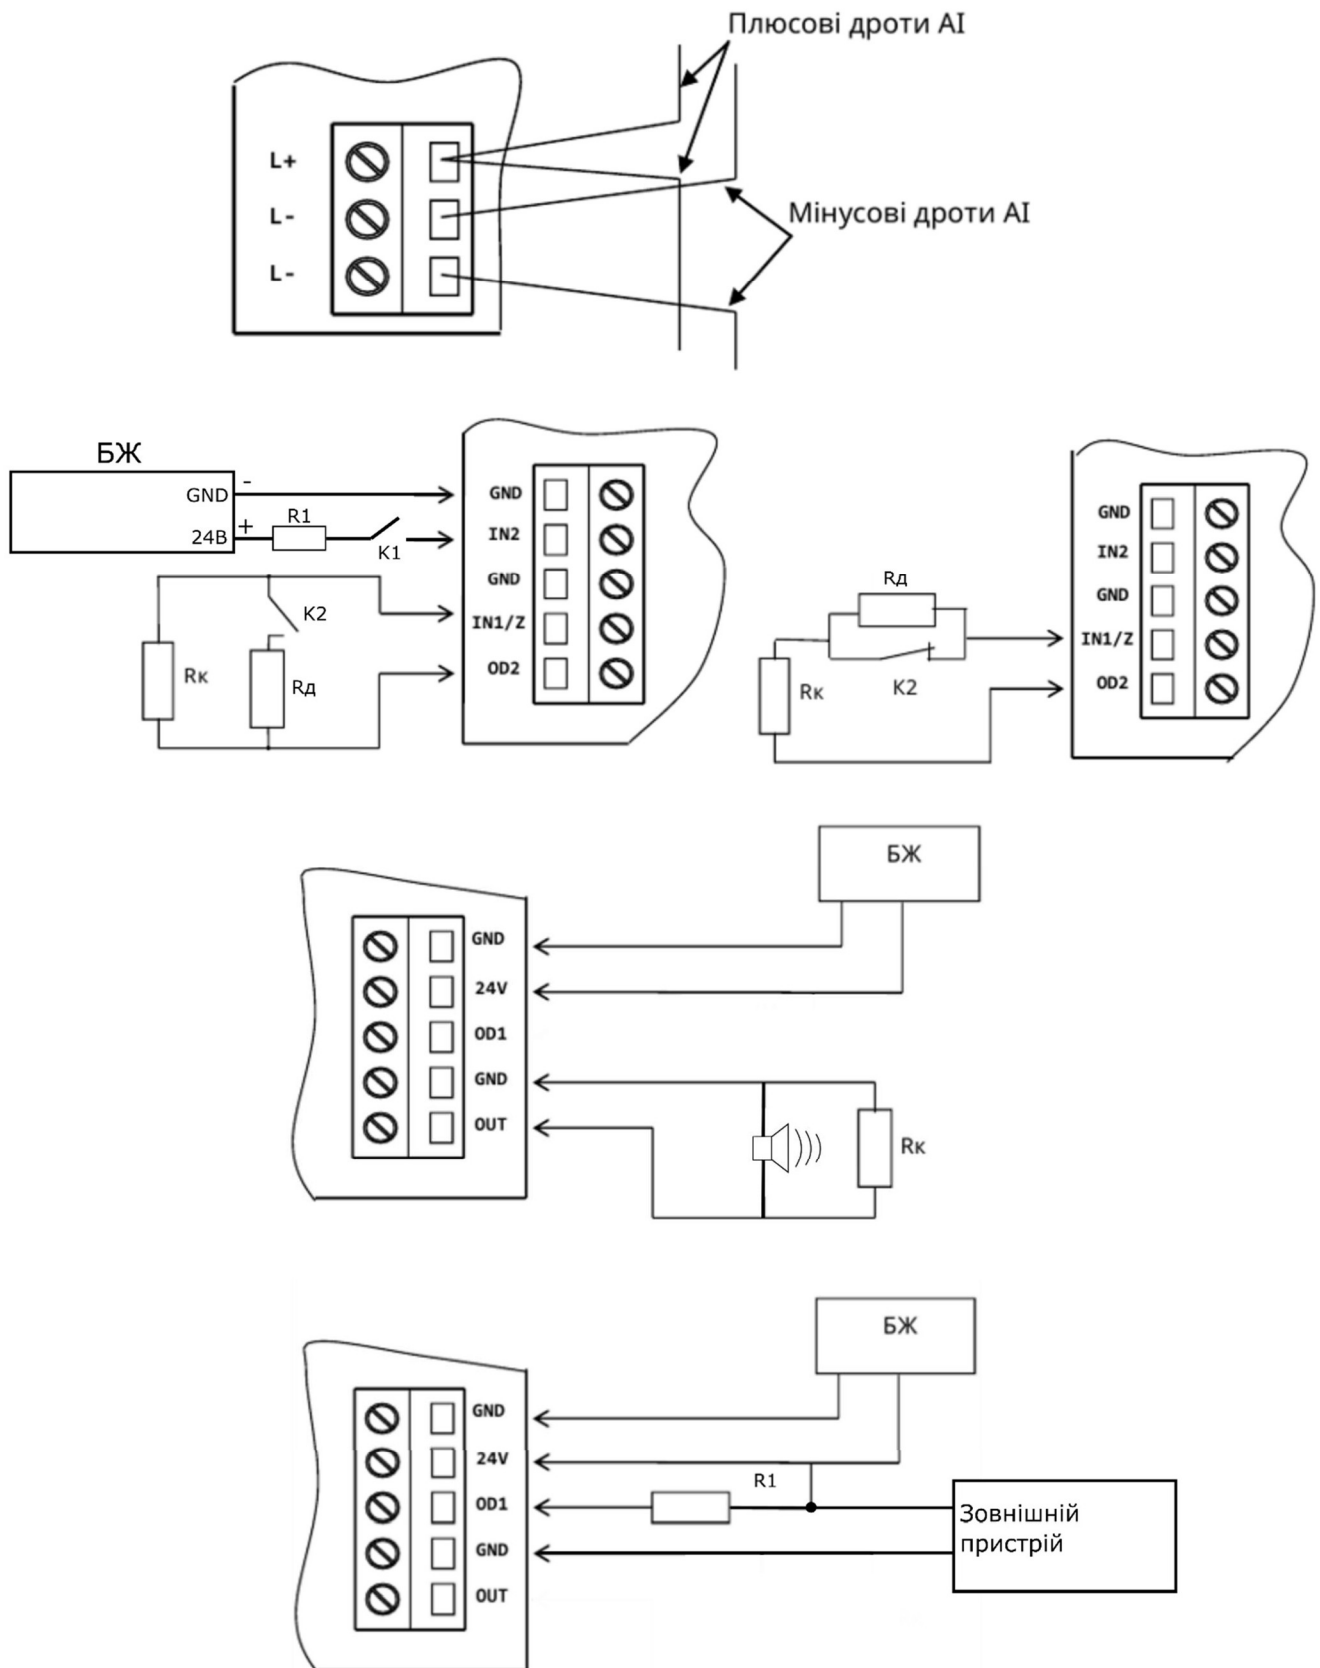 Плюсові дроти АІ
L+
L-
L-
Мінусові дроти АІ
БЖ
GND
-
24В
+
R1
K1
K2
Rк
Rд
GND
IN2
GND
IN1/Z
OD2
Rд
Rк
K2
GND
IN2
GND
IN1/Z
OD2
БЖ
GND
24V
OD1
GND
OUT
Rк
БЖ
GND
24V
R1
OD1
GND
OUT
Зовнішній
пристрій